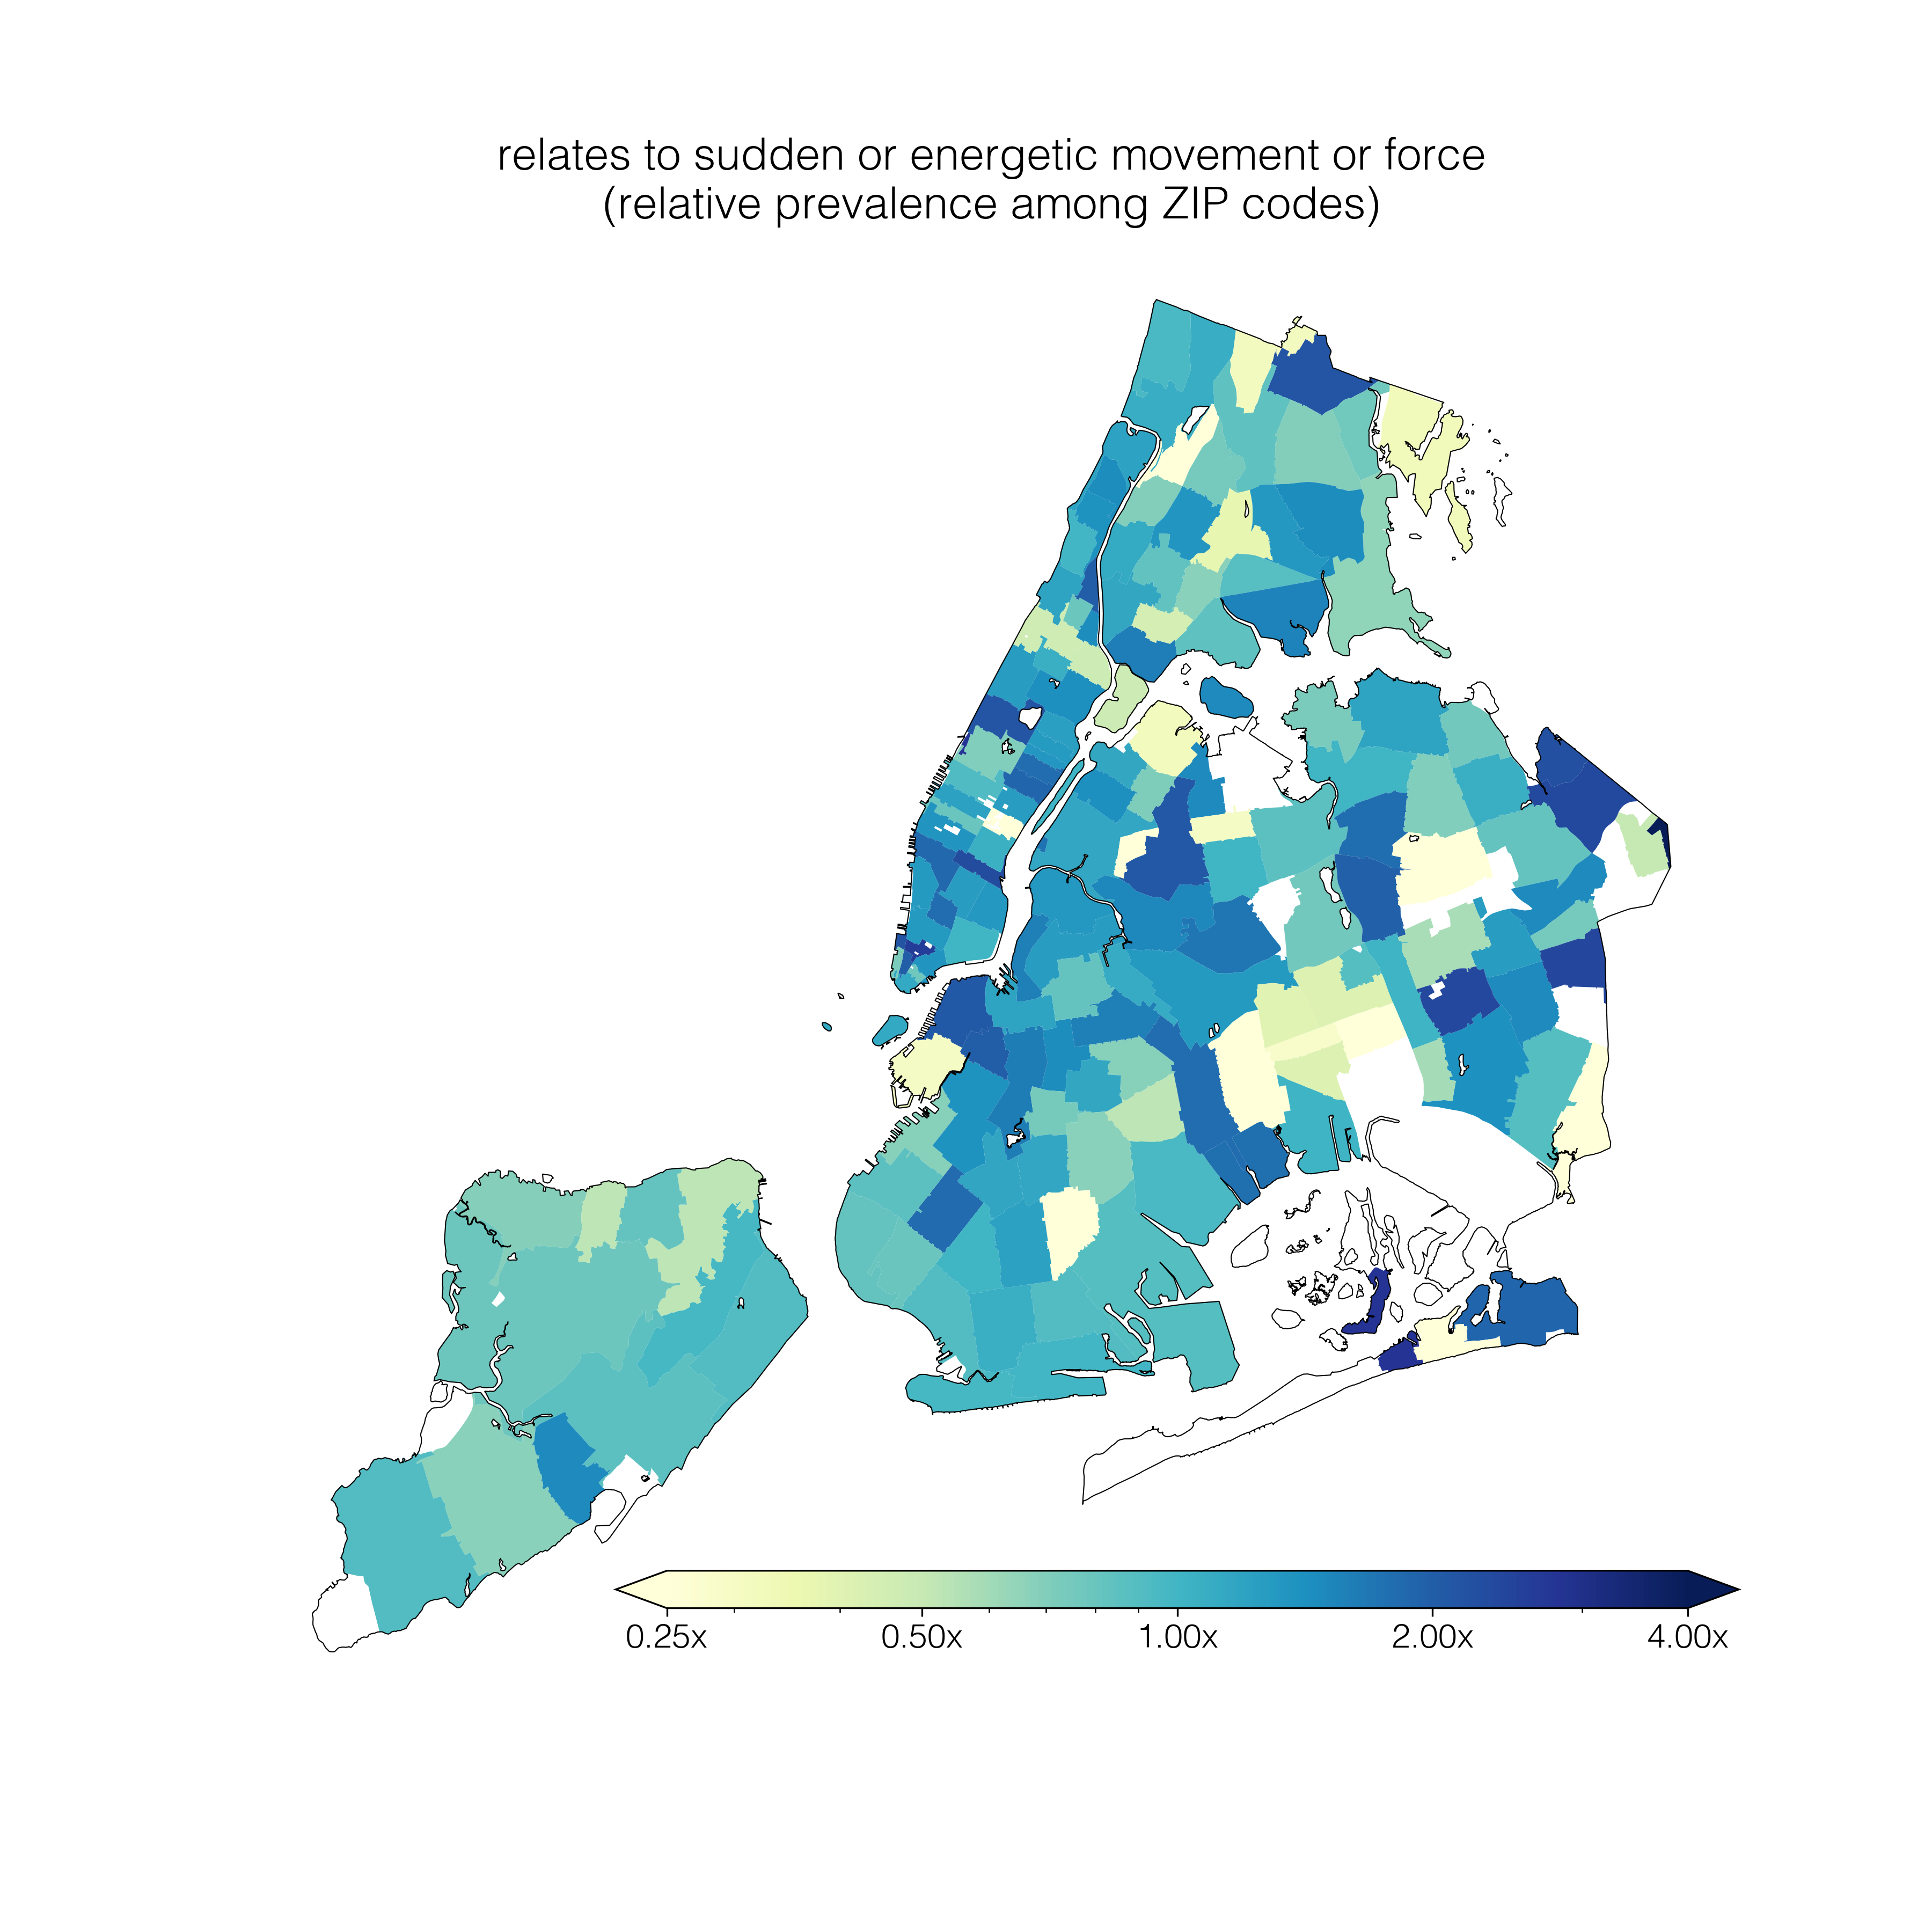 relates to sudden or energetic movement or force
(relative prevalence among ZIP codes)
0.25x 0.50x 1.00x 2.00x 4.00x